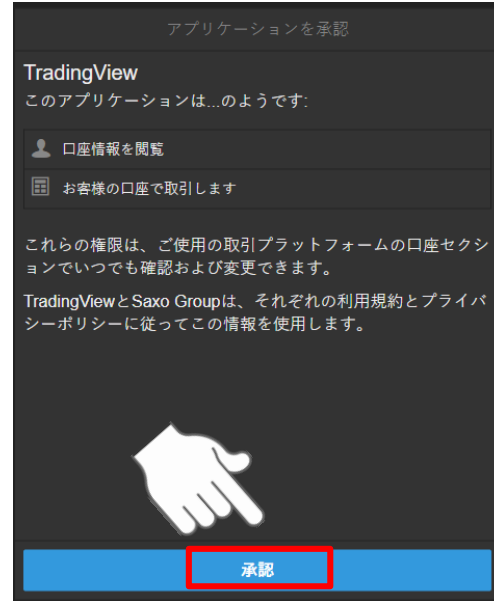 アプリケーションを承認
TradingView
このアプリケーションは...のようです:
口座情報を閲覧
お客様の口座で取引します
これらの権限は、ご使用の取引プラットフォームの口座セクシ
ョンでいつでも確認および変更できます。
TradingViewとSaxo Groupは、それぞれの利用規約とプライバ
シーポリシーに従ってこの情報を使用します。
承認